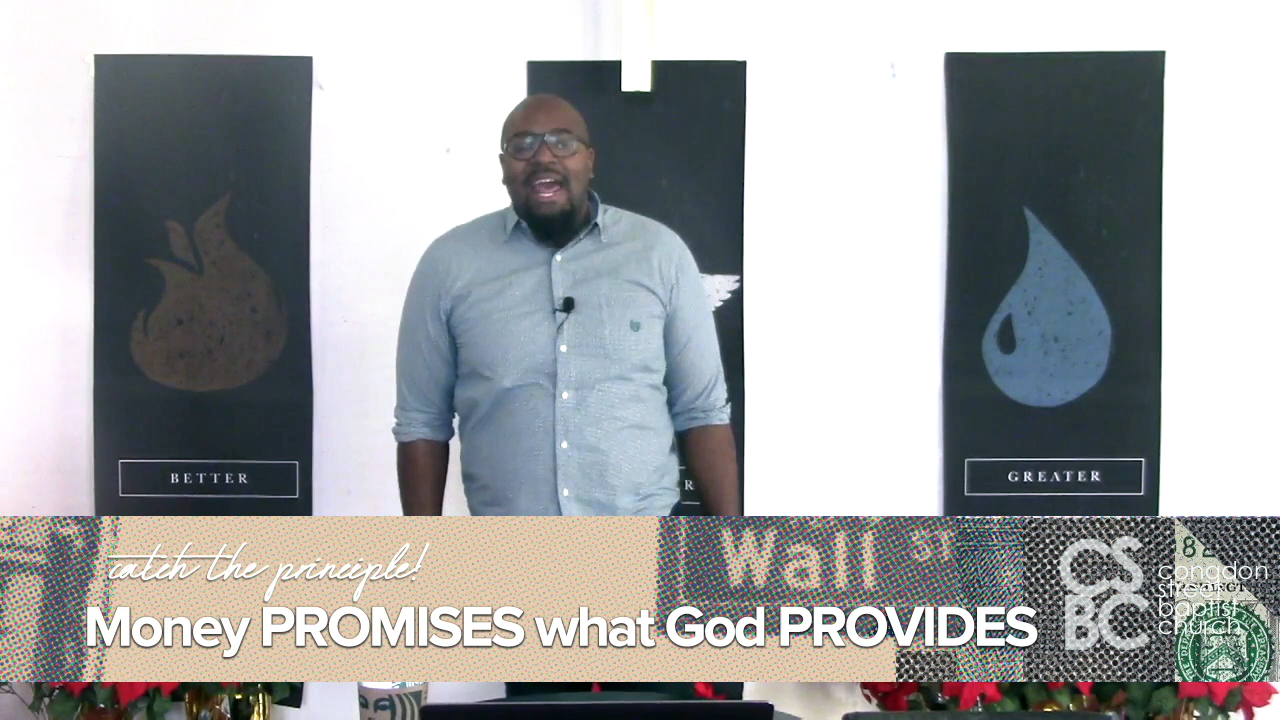 BETTER
R
GREATER
catch the principle!
Money PROMISES what God PROVIDES
Wall ST
CS
BC
congdon
street
baptist
church